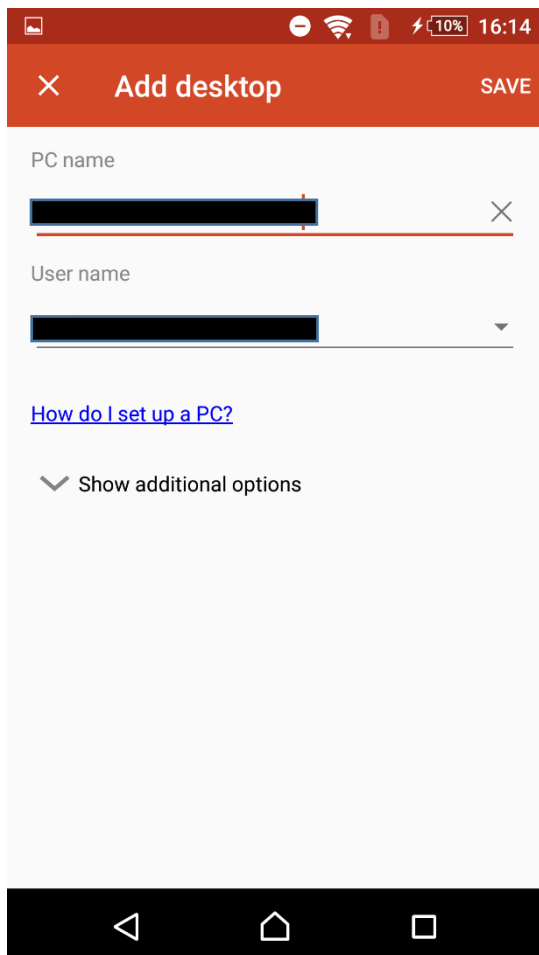 10% 16:14
Add desktop SAVE
PC name
User name
How do I set up a PC?
Show additional options